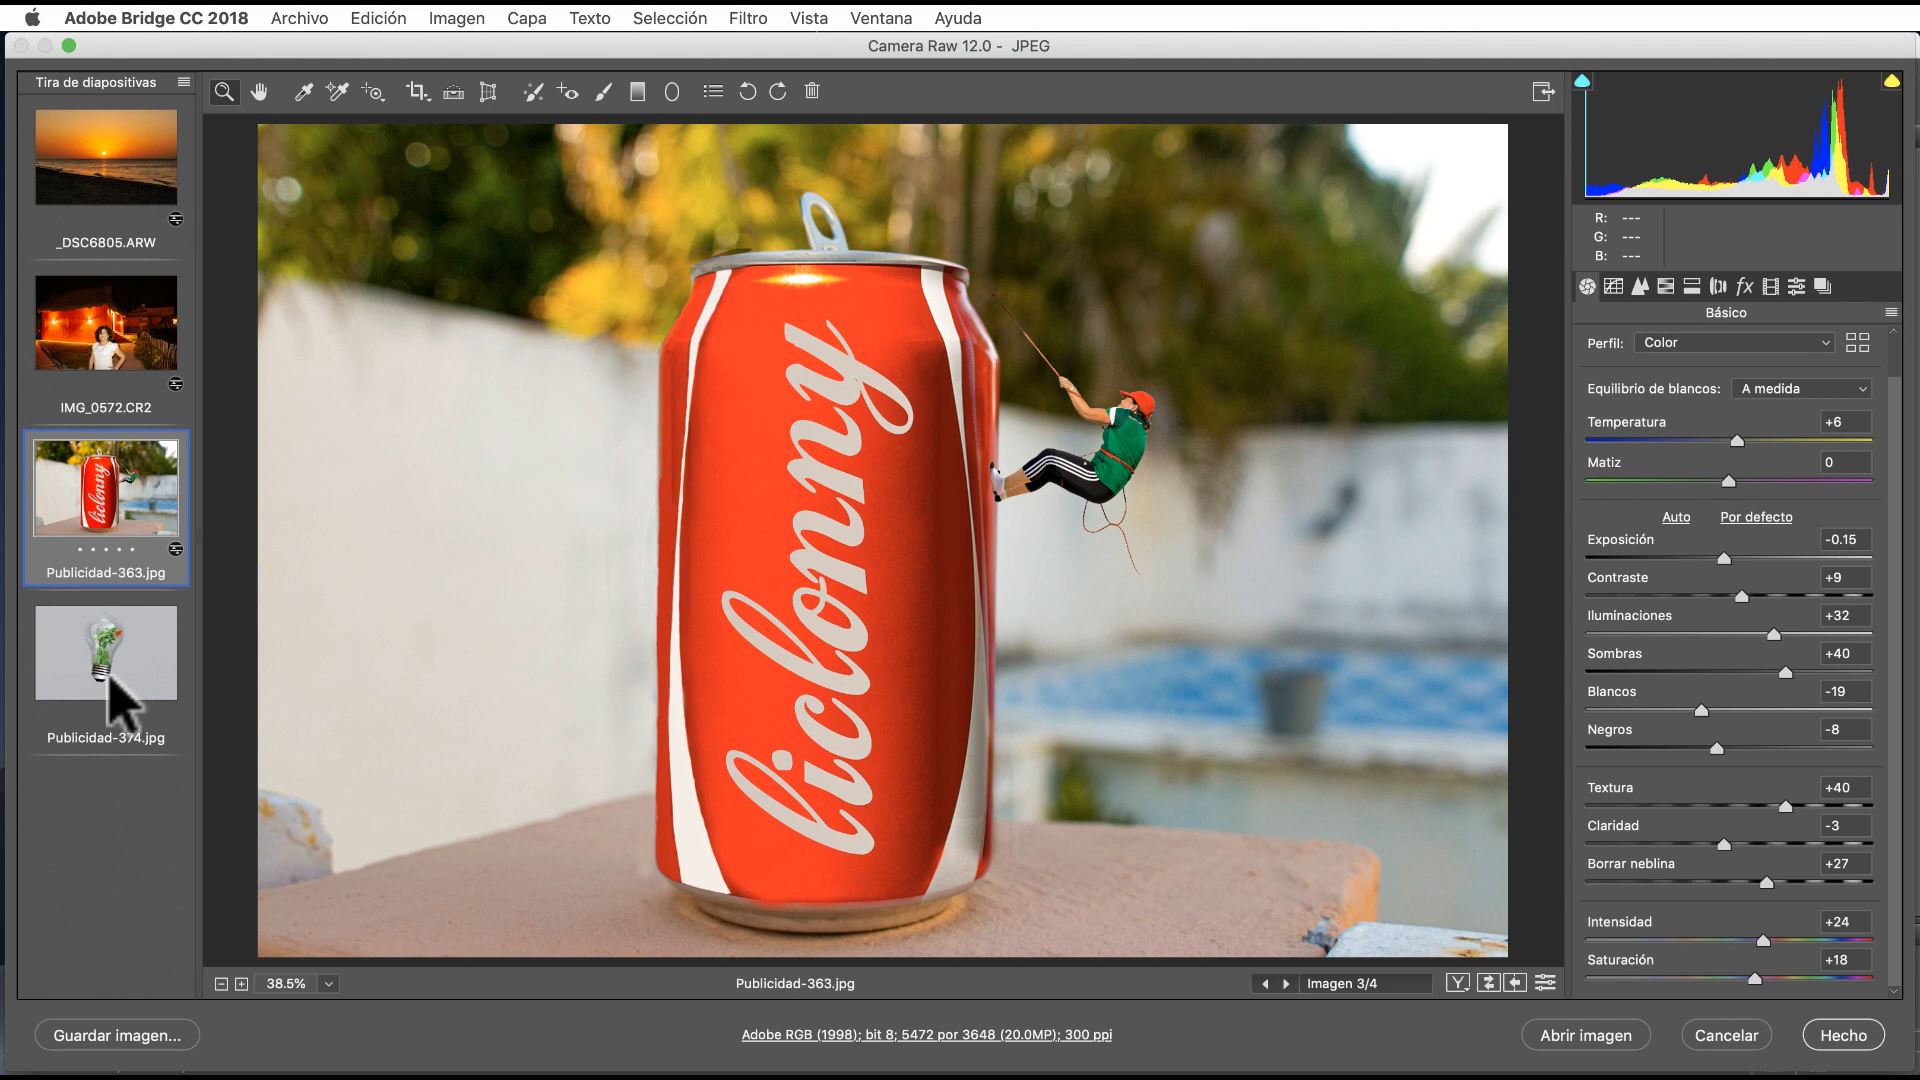 Adobe Bridge CC 2018 Archivo Edición Imagen Capa Texto Selección Filtro Vista Ventana Ayuda
Camera Raw 12.0 - JPEG
Tira de diapositivas
_DSC6805.ARW
IMG_0572.CR2
Publicidad-363.jpg
Publicidad-374.jpg
liclonny
liclonny
38.5%
Publicidad-363.jpg
Imagen 3/4
R: ---
G: ---
B: ---
fx
Básico
Perfil: Color
Equilibrio de blancos: A medida
Temperatura +6
Matiz 0
Auto Por defecto
Exposición -0.15
Contraste +9
Iluminaciones +32
Sombras +40
Blancos -19
Negros -8
Textura +40
Claridad -3
Borrar neblina +27
Intensidad +24
Saturación +18
Guardar imagen...
Adobe RGB (1998); bit 8; 5472 por 3648 (20.0MP); 300 ppi
Abrir imagen Cancelar Hecho